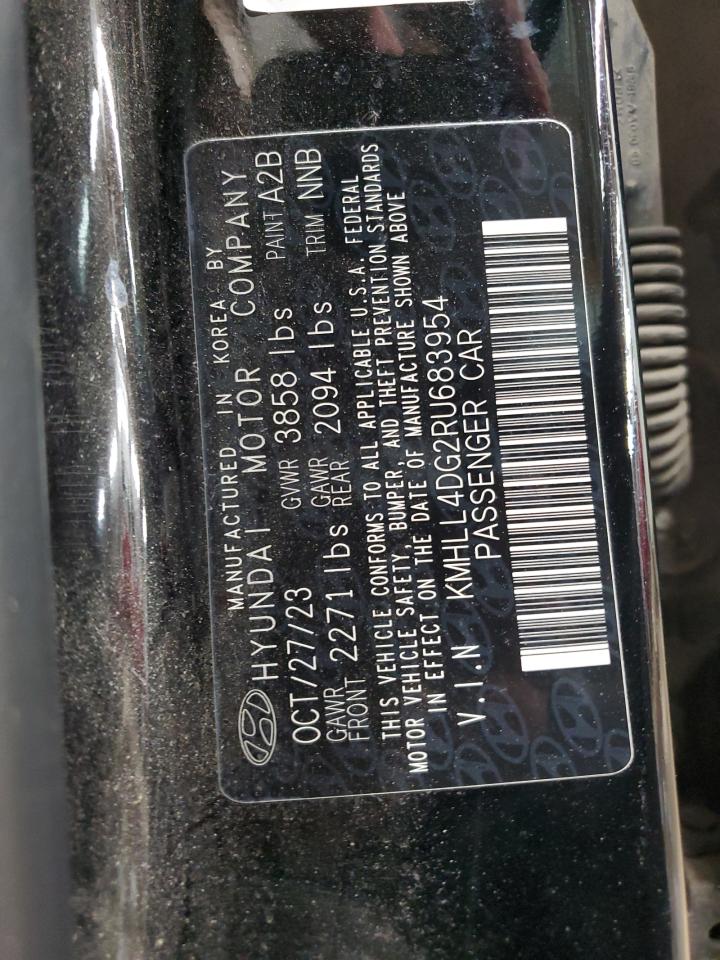 MANUFACTURED IN KOREA BY
HYUNDAI MOTOR COMPANY
OCT/27/23 GVWR 3858 lbs PAINT A2B
GAWR FRONT 2271 lbs GAWR REAR 2094 lbs TRIM NNB
THIS VEHICLE CONFORMS TO ALL APPLICABLE U.S.A. FEDERAL
MOTOR VEHICLE SAFETY, BUMPER, AND THEFT PREVENTION STANDARDS
IN EFFECT ON THE DATE OF MANUFACTURE SHOWN ABOVE
V.I.N KMHLL4DG2RU683954
PASSENGER CAR